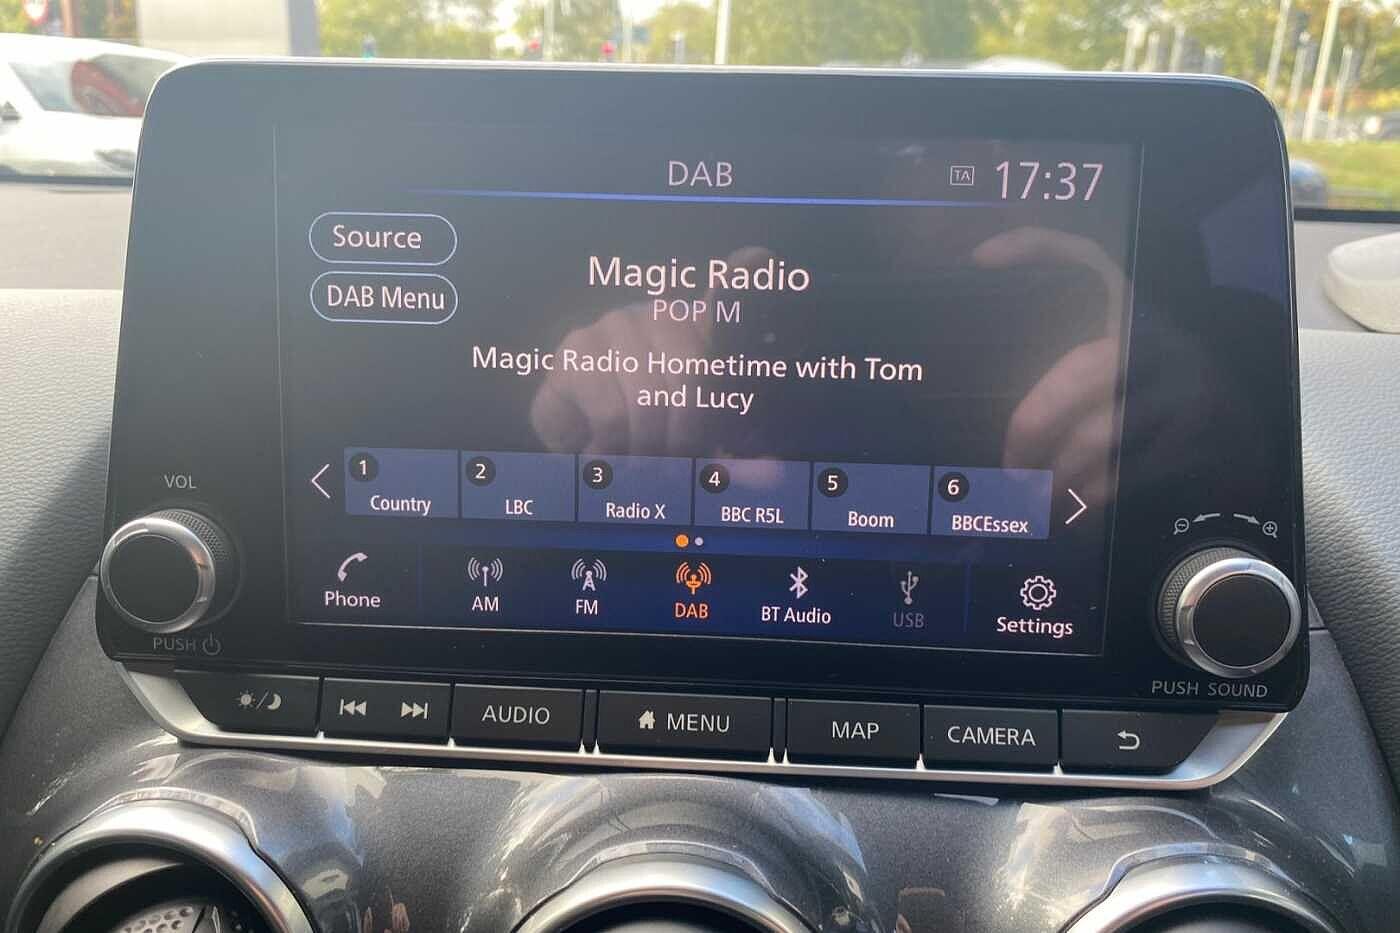 DAB
TA 17:37
Source
DAB Menu
Magic Radio
POP M
Magic Radio Hometime with Tom
and Lucy
1 2 3 4 5 6
Country LBC Radio X BBC R5L Boom BBCEssex
Phone AM FM DAB BT Audio USB Settings
VOL
PUSH
PUSH SOUND
AUDIO MENU MAP CAMERA